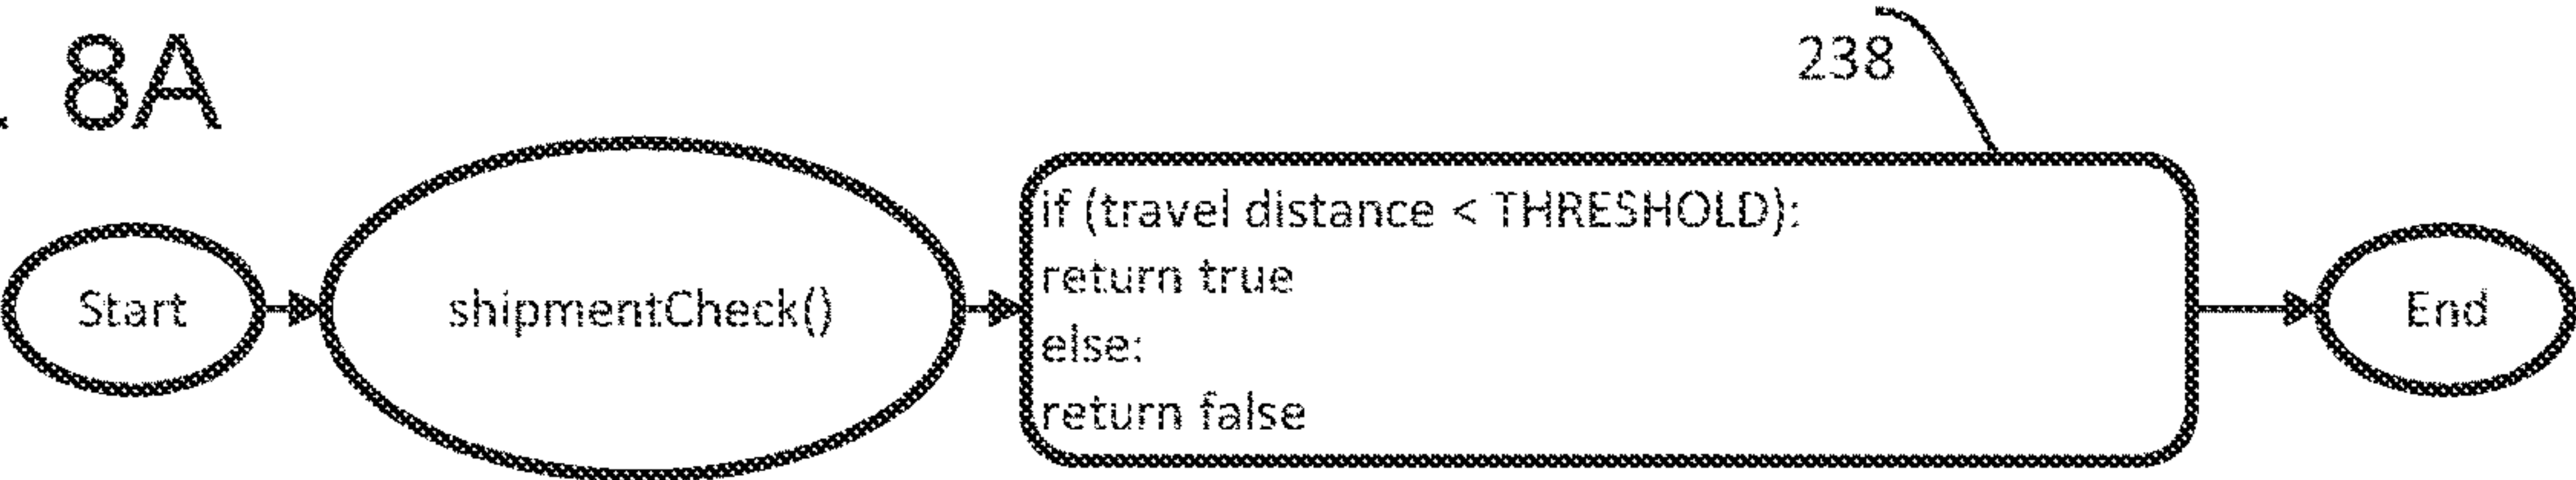 . 8A
238
Start
shipmentCheck()
if (travel distance < THRESHOLD):
return true
else:
return false
End